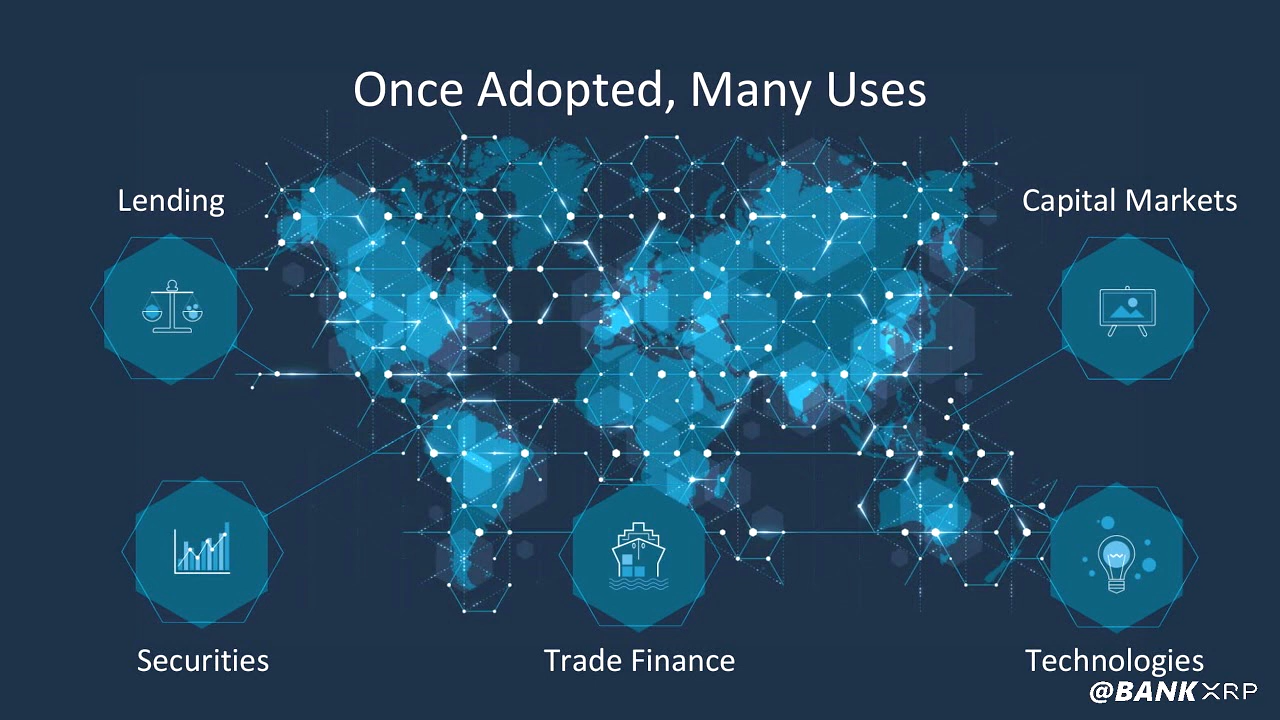 Once Adopted, Many Uses
Lending
Capital Markets
Securities
Trade Finance
Technologies
@BANKXRP